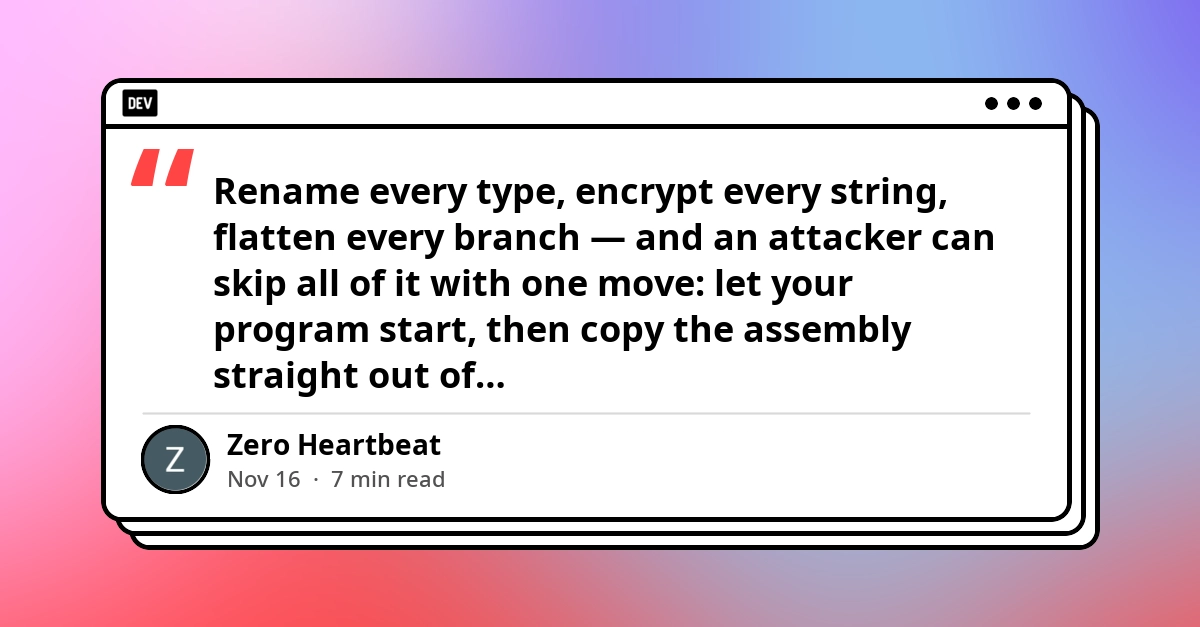 DEV
“
Rename every type, encrypt every string,
flatten every branch — and an attacker can
skip all of it with one move: let your
program start, then copy the assembly
straight out of...
Z
Zero Heartbeat
Nov 16 · 7 min read